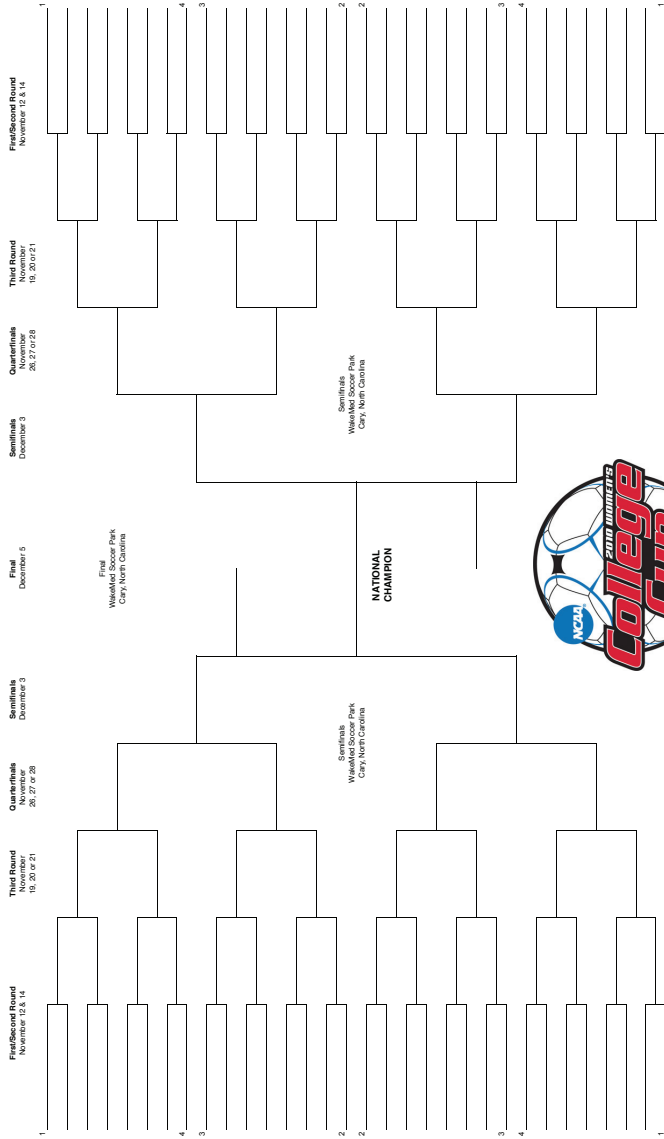 First/Second Round
November 12 & 14
Third Round
November
19, 20 or 21
Quarterfinals
November
26, 27 or 28
Semifinals
December 3
Final
December 5
Semifinals
December 3
Quarterfinals
November
26, 27 or 28
Third Round
November
19, 20 or 21
First/Second Round
November 12 & 14
1
1
Final
WakeMed Soccer Park
Cary, North Carolina
4
4
3
3
2
2
Semifinals
WakeMed Soccer Park
Cary, North Carolina
Semifinals
WakeMed Soccer Park
Cary, North Carolina
2
2
NATIONAL
CHAMPION
3
3
4
4
NCAA
2010 WOMEN'S
College
1
1